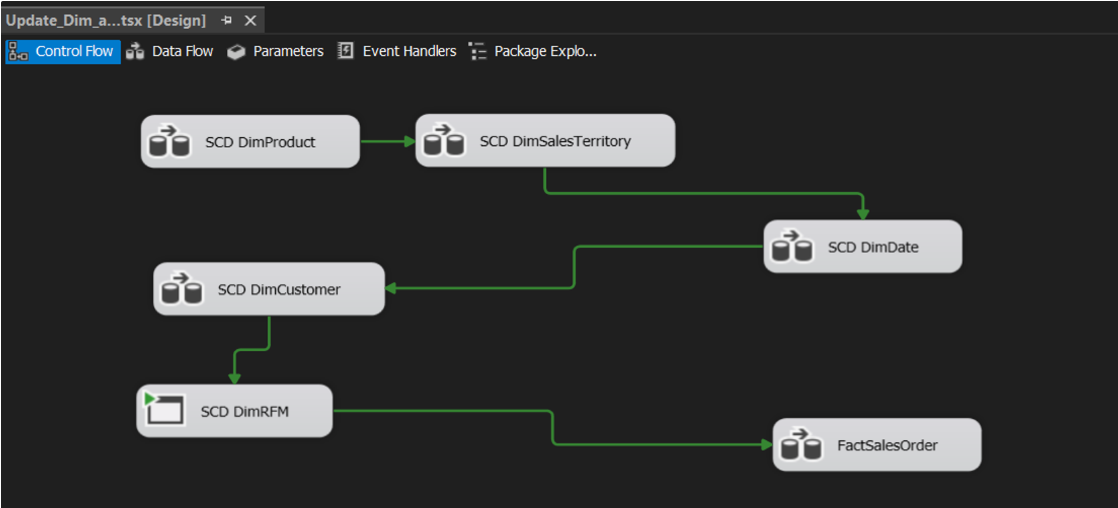 Update_Dim_a...tsx [Design]
Control Flow Data Flow Parameters Event Handlers Package Explo...
SCD DimProduct
SCD DimSalesTerritory
SCD DimDate
SCD DimCustomer
SCD DimRFM
FactSalesOrder